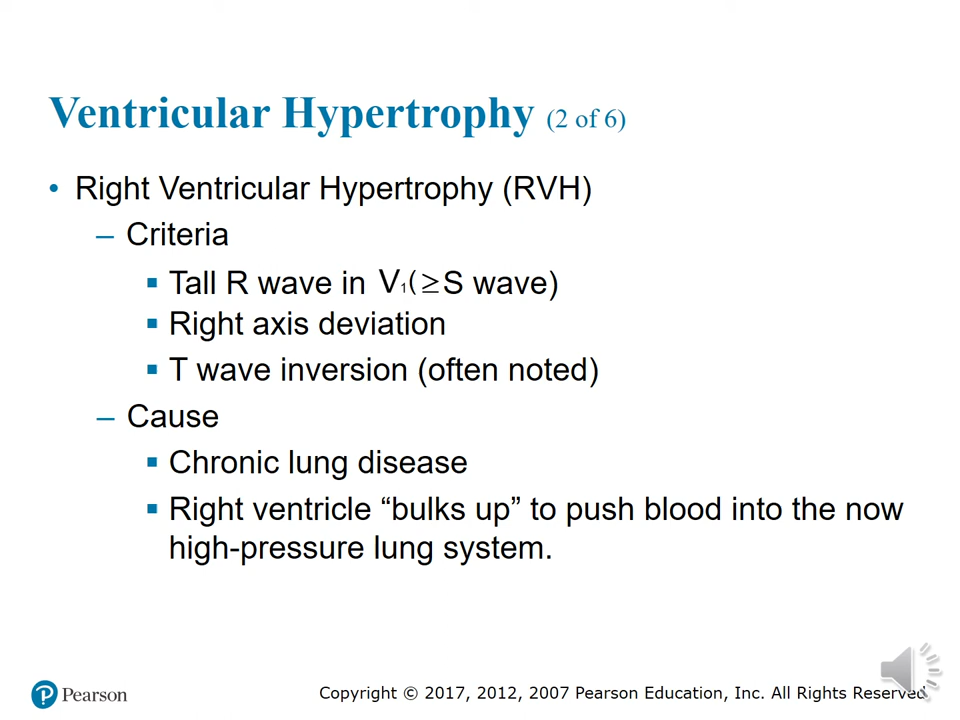 Ventricular Hypertrophy (2 of 6)
• Right Ventricular Hypertrophy (RVH)
– Criteria
▪ Tall R wave in V₁(≥S wave)
▪ Right axis deviation
▪ T wave inversion (often noted)
– Cause
▪ Chronic lung disease
▪ Right ventricle “bulks up” to push blood into the now
high-pressure lung system.
Pearson
Copyright © 2017, 2012, 2007 Pearson Education, Inc. All Rights Reserved